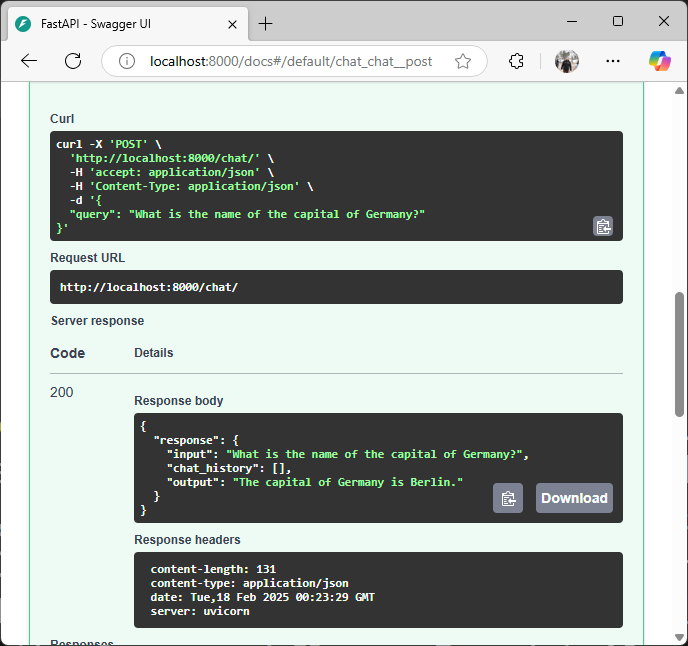 FastAPI - Swagger UI
localhost:8000/docs#/default/chat_chat__post
Curl
curl -X 'POST' \
  'http://localhost:8000/chat/' \
  -H 'accept: application/json' \
  -H 'Content-Type: application/json' \
  -d '{
  "query": "What is the name of the capital of Germany?"
}'
Request URL
http://localhost:8000/chat/
Server response
Code Details
200
Response body
{
  "response": {
    "input": "What is the name of the capital of Germany?",
    "chat_history": [],
    "output": "The capital of Germany is Berlin."
  }
}
Download
Response headers
content-length: 131
content-type: application/json
date: Tue,18 Feb 2025 00:23:29 GMT
server: uvicorn
Responses